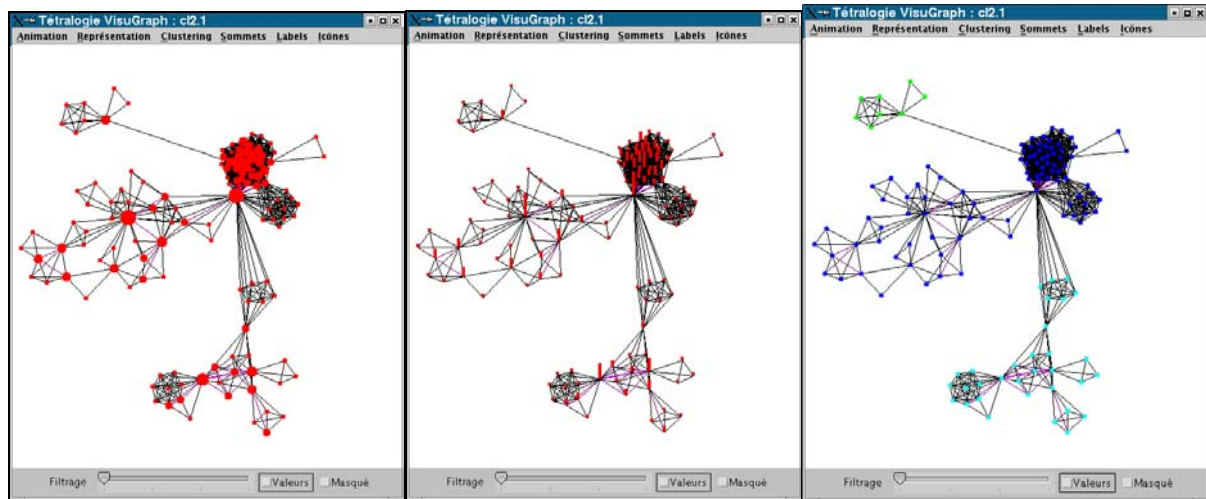 Tétralogie VisuGraph : cl2.1
Animation Représentation Clustering Sommets Labels Icônes
Filtrage Valeurs Masqué
Tétralogie VisuGraph : cl2.1
Animation Représentation Clustering Sommets Labels Icônes
Filtrage Valeurs Masqué
Tétralogie VisuGraph : cl2.1
Animation Représentation Clustering Sommets Labels Icônes
Filtrage Valeurs Masqué